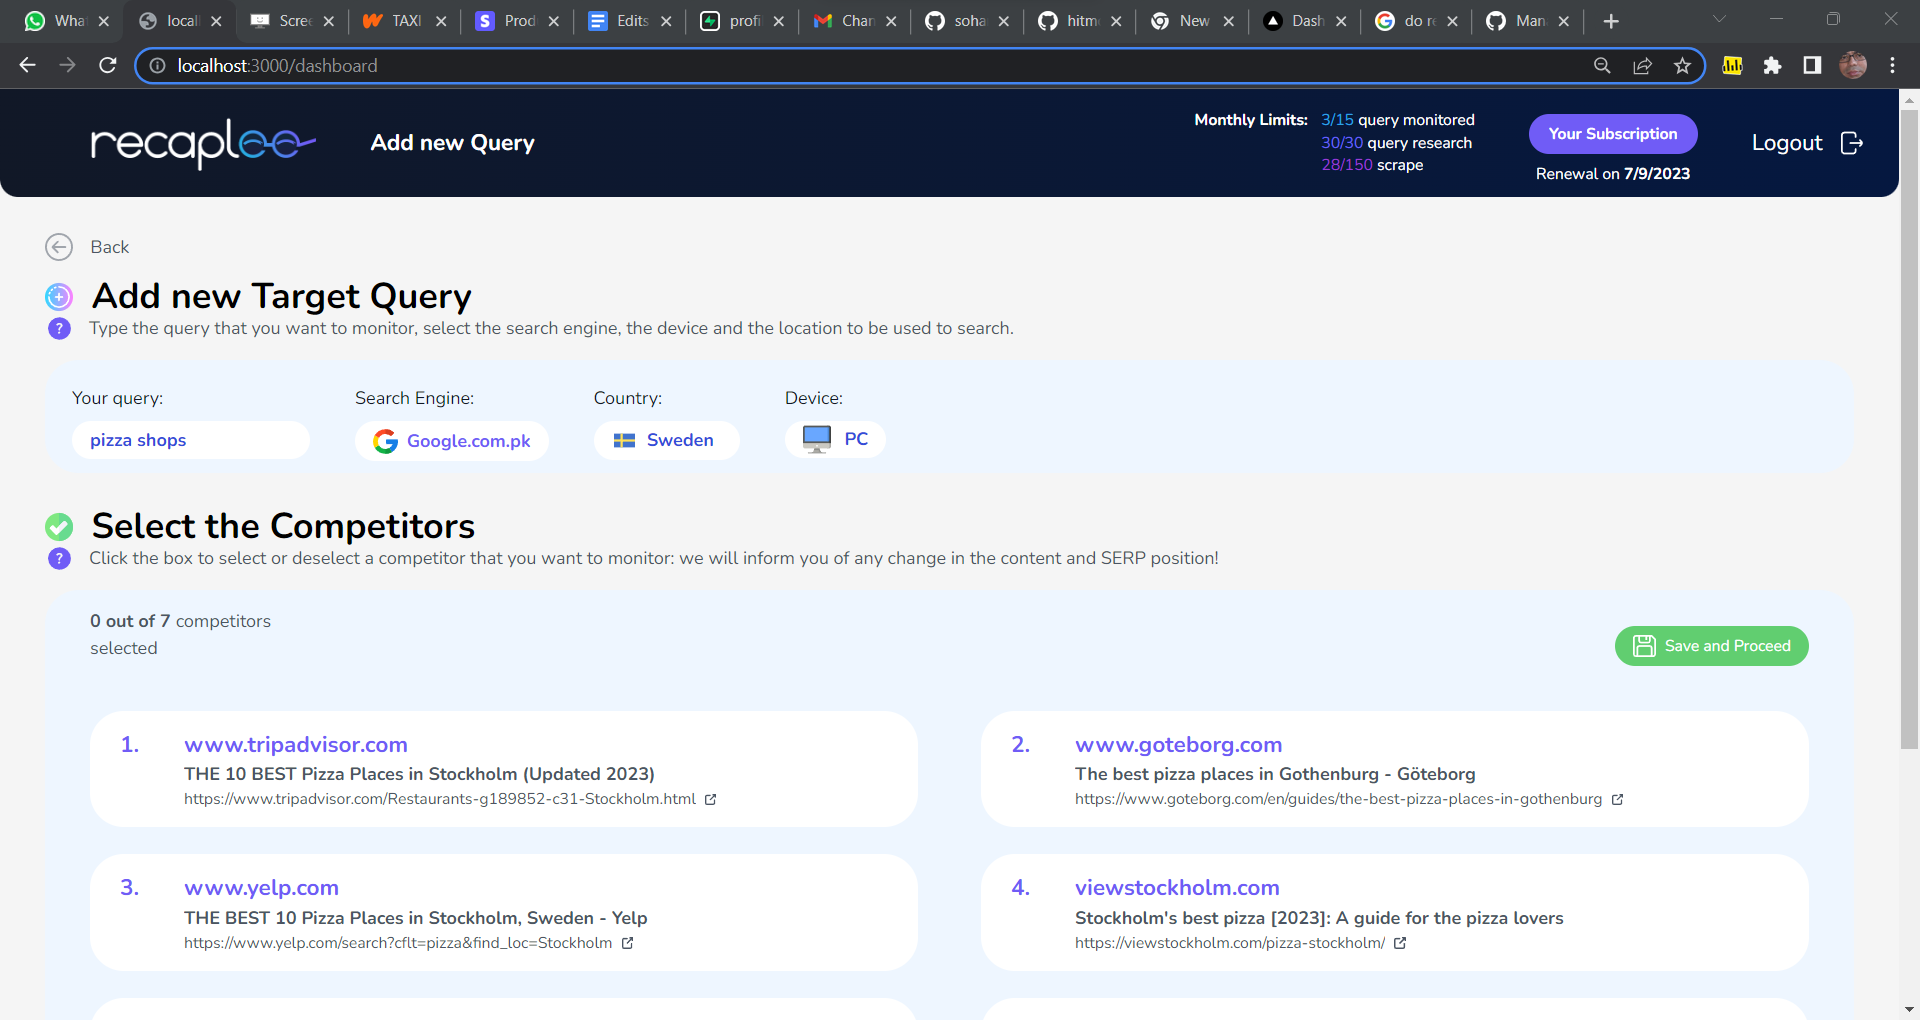 What
locall
Scree
TAXI
Prod
Edits
profil
Chan
soha
hitm
New
Dash
do re
Man
localhost:3000/dashboard
recaplee
Add new Query
Monthly Limits:
3/15 query monitored
30/30 query research
28/150 scrape
Your Subscription
Renewal on 7/9/2023
Logout
Back
Add new Target Query
? Type the query that you want to monitor, select the search engine, the device and the location to be used to search.
Your query:
Search Engine:
Country:
Device:
pizza shops
Google.com.pk
Sweden
PC
Select the Competitors
? Click the box to select or deselect a competitor that you want to monitor: we will inform you of any change in the content and SERP position!
0 out of 7 competitors
selected
Save and Proceed
1. www.tripadvisor.com
THE 10 BEST Pizza Places in Stockholm (Updated 2023)
https://www.tripadvisor.com/Restaurants-g189852-c31-Stockholm.html
2. www.goteborg.com
The best pizza places in Gothenburg - Göteborg
https://www.goteborg.com/en/guides/the-best-pizza-places-in-gothenburg
3. www.yelp.com
THE BEST 10 Pizza Places in Stockholm, Sweden - Yelp
https://www.yelp.com/search?cflt=pizza&find_loc=Stockholm
4. viewstockholm.com
Stockholm's best pizza [2023]: A guide for the pizza lovers
https://viewstockholm.com/pizza-stockholm/